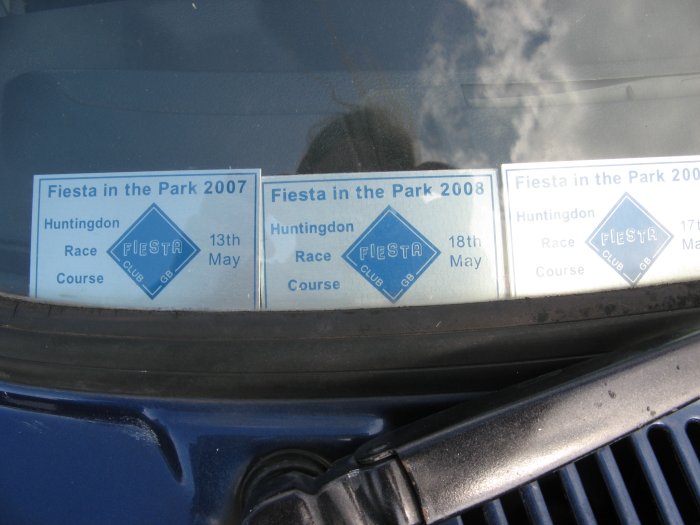 Fiesta in the Park 2007
Huntingdon
Race
Course
FIESTA
CLUB GB
13th
May
Fiesta in the Park 2008
Huntingdon
Race
Course
FIESTA
CLUB GB
18th
May
Fiesta in the Park
Huntingdon
Race
Course
FIESTA
CLUB GB
May